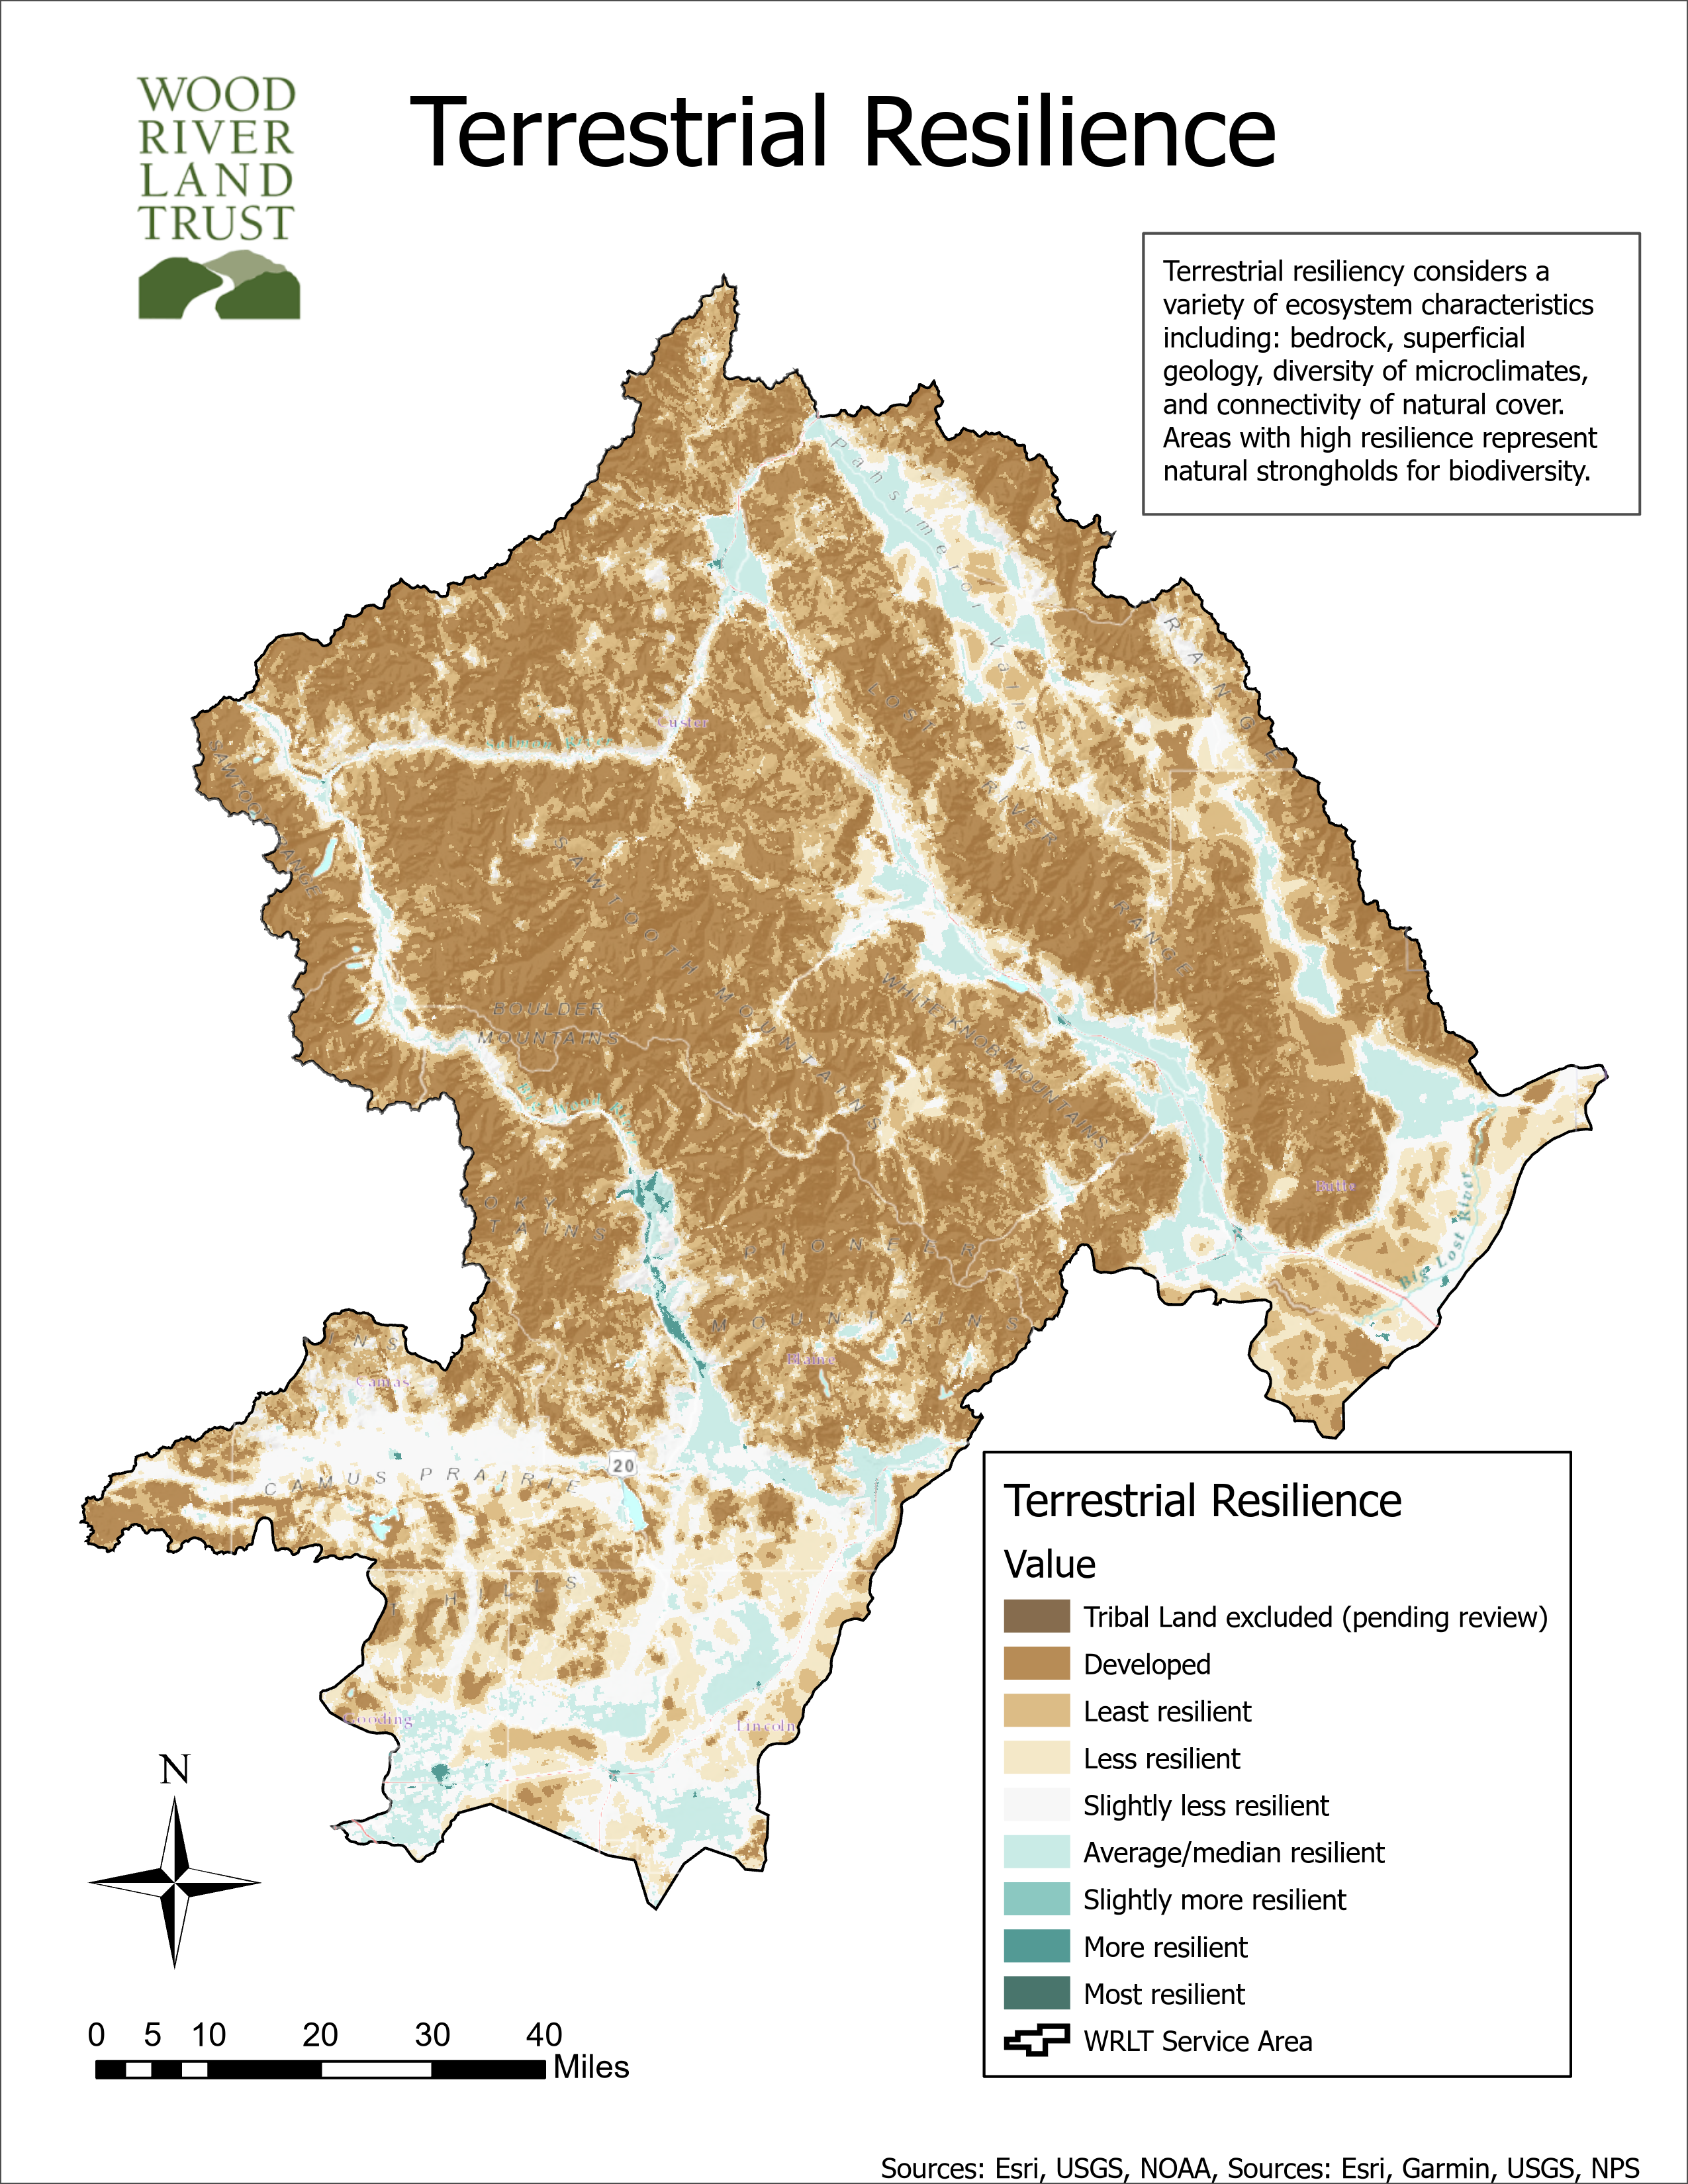 WOOD
RIVER
LAND
TRUST
Terrestrial Resilience
Terrestrial resiliency considers a
variety of ecosystem characteristics
including: bedrock, superficial
geology, diversity of microclimates,
and connectivity of natural cover.
Areas with high resilience represent
natural strongholds for biodiversity.
Pahsimeroi Valley
RANGE
LOST RIVER RANGE
Custer
Salmon River
SAWTOOTH RANGE
SAWTOOTH MOUNTAINS
BOULDER
MOUNTAINS
WHITE KNOB MOUNTAINS
Big Wood River
OKY
TAINS
PIONEER
MOUNTAINS
Butte
Big Lost River
Blaine
INS
Camas
20
CAMUS PRAIRIE
HILLS
Gooding
Lincoln
Terrestrial Resilience
Value
Tribal Land excluded (pending review)
Developed
Least resilient
Less resilient
Slightly less resilient
Average/median resilient
Slightly more resilient
More resilient
Most resilient
WRLT Service Area
N
0 5 10 20 30 40
Miles
Sources: Esri, USGS, NOAA, Sources: Esri, Garmin, USGS, NPS